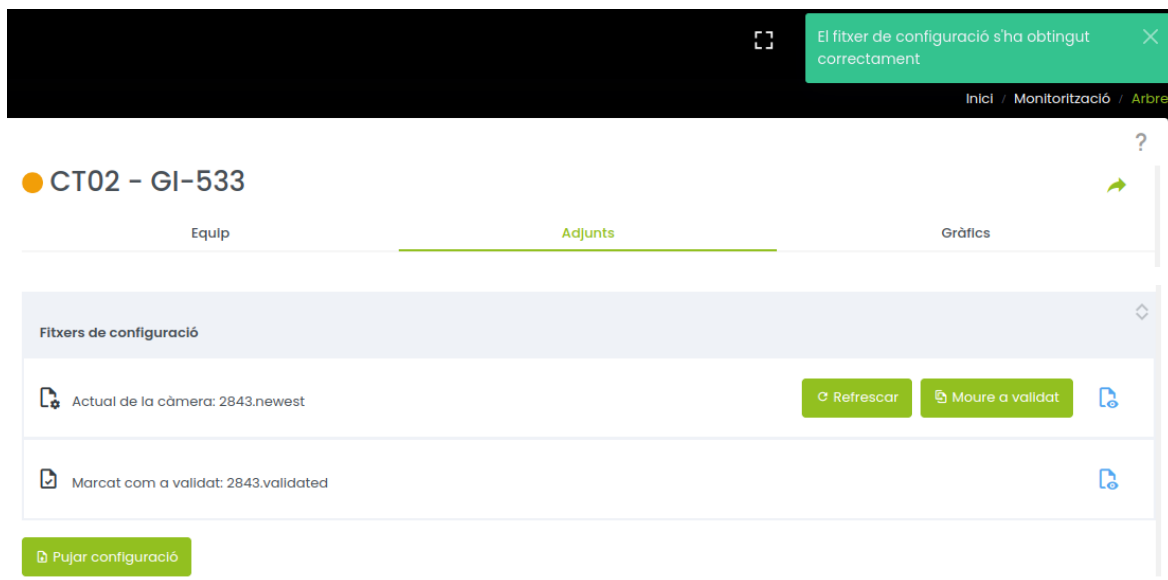 El fitxer de configuració s'ha obtingut
correctament
Inici / Monitorització / Arbre
?
CT02 - GI-533
Equip
Adjunts
Gràfics
Fitxers de configuració
Actual de la càmera: 2843.newest
Refrescar
Moure a validat
Marcat com a validat: 2843.validated
Pujar configuració